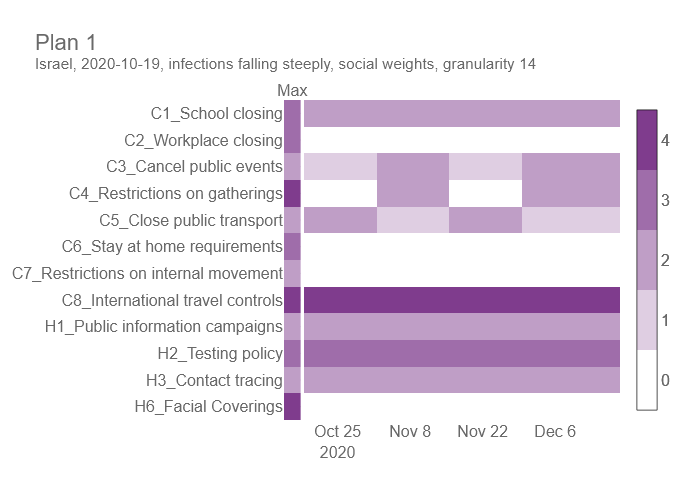 Plan 1
Israel, 2020-10-19, infections falling steeply, social weights, granularity 14
Max
C1_School closing
C2_Workplace closing
C3_Cancel public events
C4_Restrictions on gatherings
C5_Close public transport
C6_Stay at home requirements
C7_Restrictions on internal movement
C8_International travel controls
H1_Public information campaigns
H2_Testing policy
H3_Contact tracing
H6_Facial Coverings
Oct 25 Nov 8 Nov 22 Dec 6
2020
4
3
2
1
0